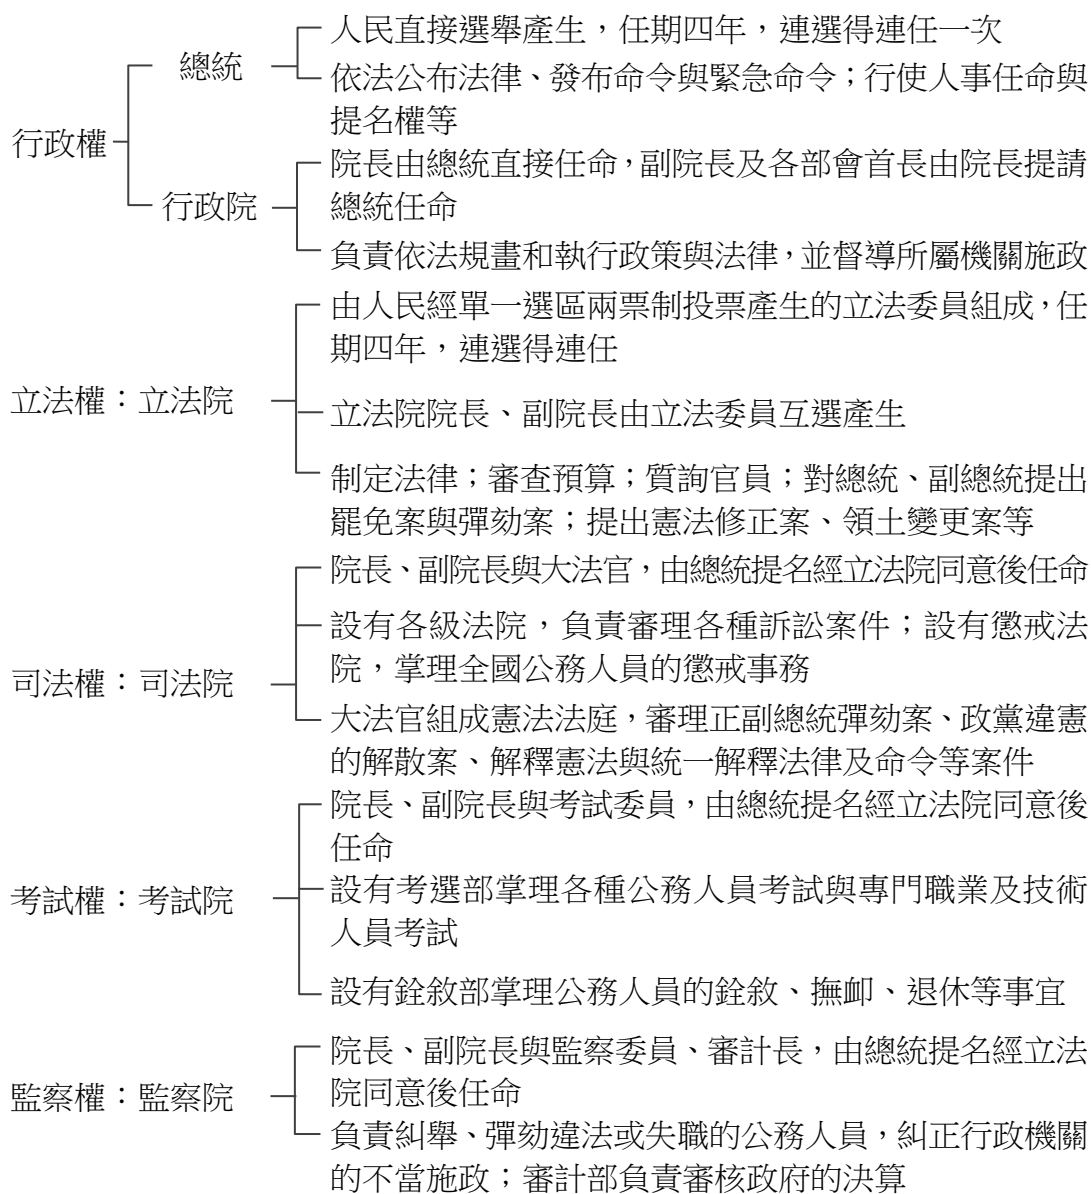 行政權
總統
人民直接選舉產生，任期四年，連選得連任一次
依法公布法律、發布命令與緊急命令；行使人事任命與
提名權等
行政院
院長由總統直接任命，副院長及各部會首長由院長提請
總統任命
負責依法規畫和執行政策與法律，並督導所屬機關施政
立法權：立法院
由人民經單一選區兩票制投票產生的立法委員組成，任
期四年，連選得連任
立法院院長、副院長由立法委員互選產生
制定法律；審查預算；質詢官員；對總統、副總統提出
罷免案與彈劾案；提出憲法修正案、領土變更案等
司法權：司法院
院長、副院長與大法官，由總統提名經立法院同意後任命
設有各級法院，負責審理各種訴訟案件；設有懲戒法
院，掌理全國公務人員的懲戒事務
大法官組成憲法法庭，審理正副總統彈劾案、政黨違憲
的解散案、解釋憲法與統一解釋法律及命令等案件
考試權：考試院
院長、副院長與考試委員，由總統提名經立法院同意後
任命
設有考選部掌理各種公務人員考試與專門職業及技術
人員考試
設有銓敘部掌理公務人員的銓敘、撫卹、退休等事宜
監察權：監察院
院長、副院長與監察委員、審計長，由總統提名經立法
院同意後任命
負責糾舉、彈劾違法或失職的公務人員，糾正行政機關
的不當施政；審計部負責審核政府的決算